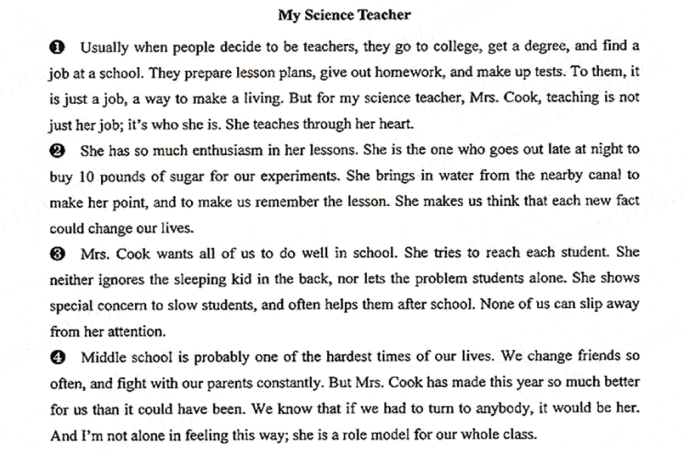 My Science Teacher
❶ Usually when people decide to be teachers, they go to college, get a degree, and find a
job at a school. They prepare lesson plans, give out homework, and make up tests. To them, it
is just a job, a way to make a living. But for my science teacher, Mrs. Cook, teaching is not
just her job; it's who she is. She teaches through her heart.
❷ She has so much enthusiasm in her lessons. She is the one who goes out late at night to
buy 10 pounds of sugar for our experiments. She brings in water from the nearby canal to
make her point, and to make us remember the lesson. She makes us think that each new fact
could change our lives.
❸ Mrs. Cook wants all of us to do well in school. She tries to reach each student. She
neither ignores the sleeping kid in the back, nor lets the problem students alone. She shows
special concern to slow students, and often helps them after school. None of us can slip away
from her attention.
❹ Middle school is probably one of the hardest times of our lives. We change friends so
often, and fight with our parents constantly. But Mrs. Cook has made this year so much better
for us than it could have been. We know that if we had to turn to anybody, it would be her.
And I'm not alone in feeling this way; she is a role model for our whole class.